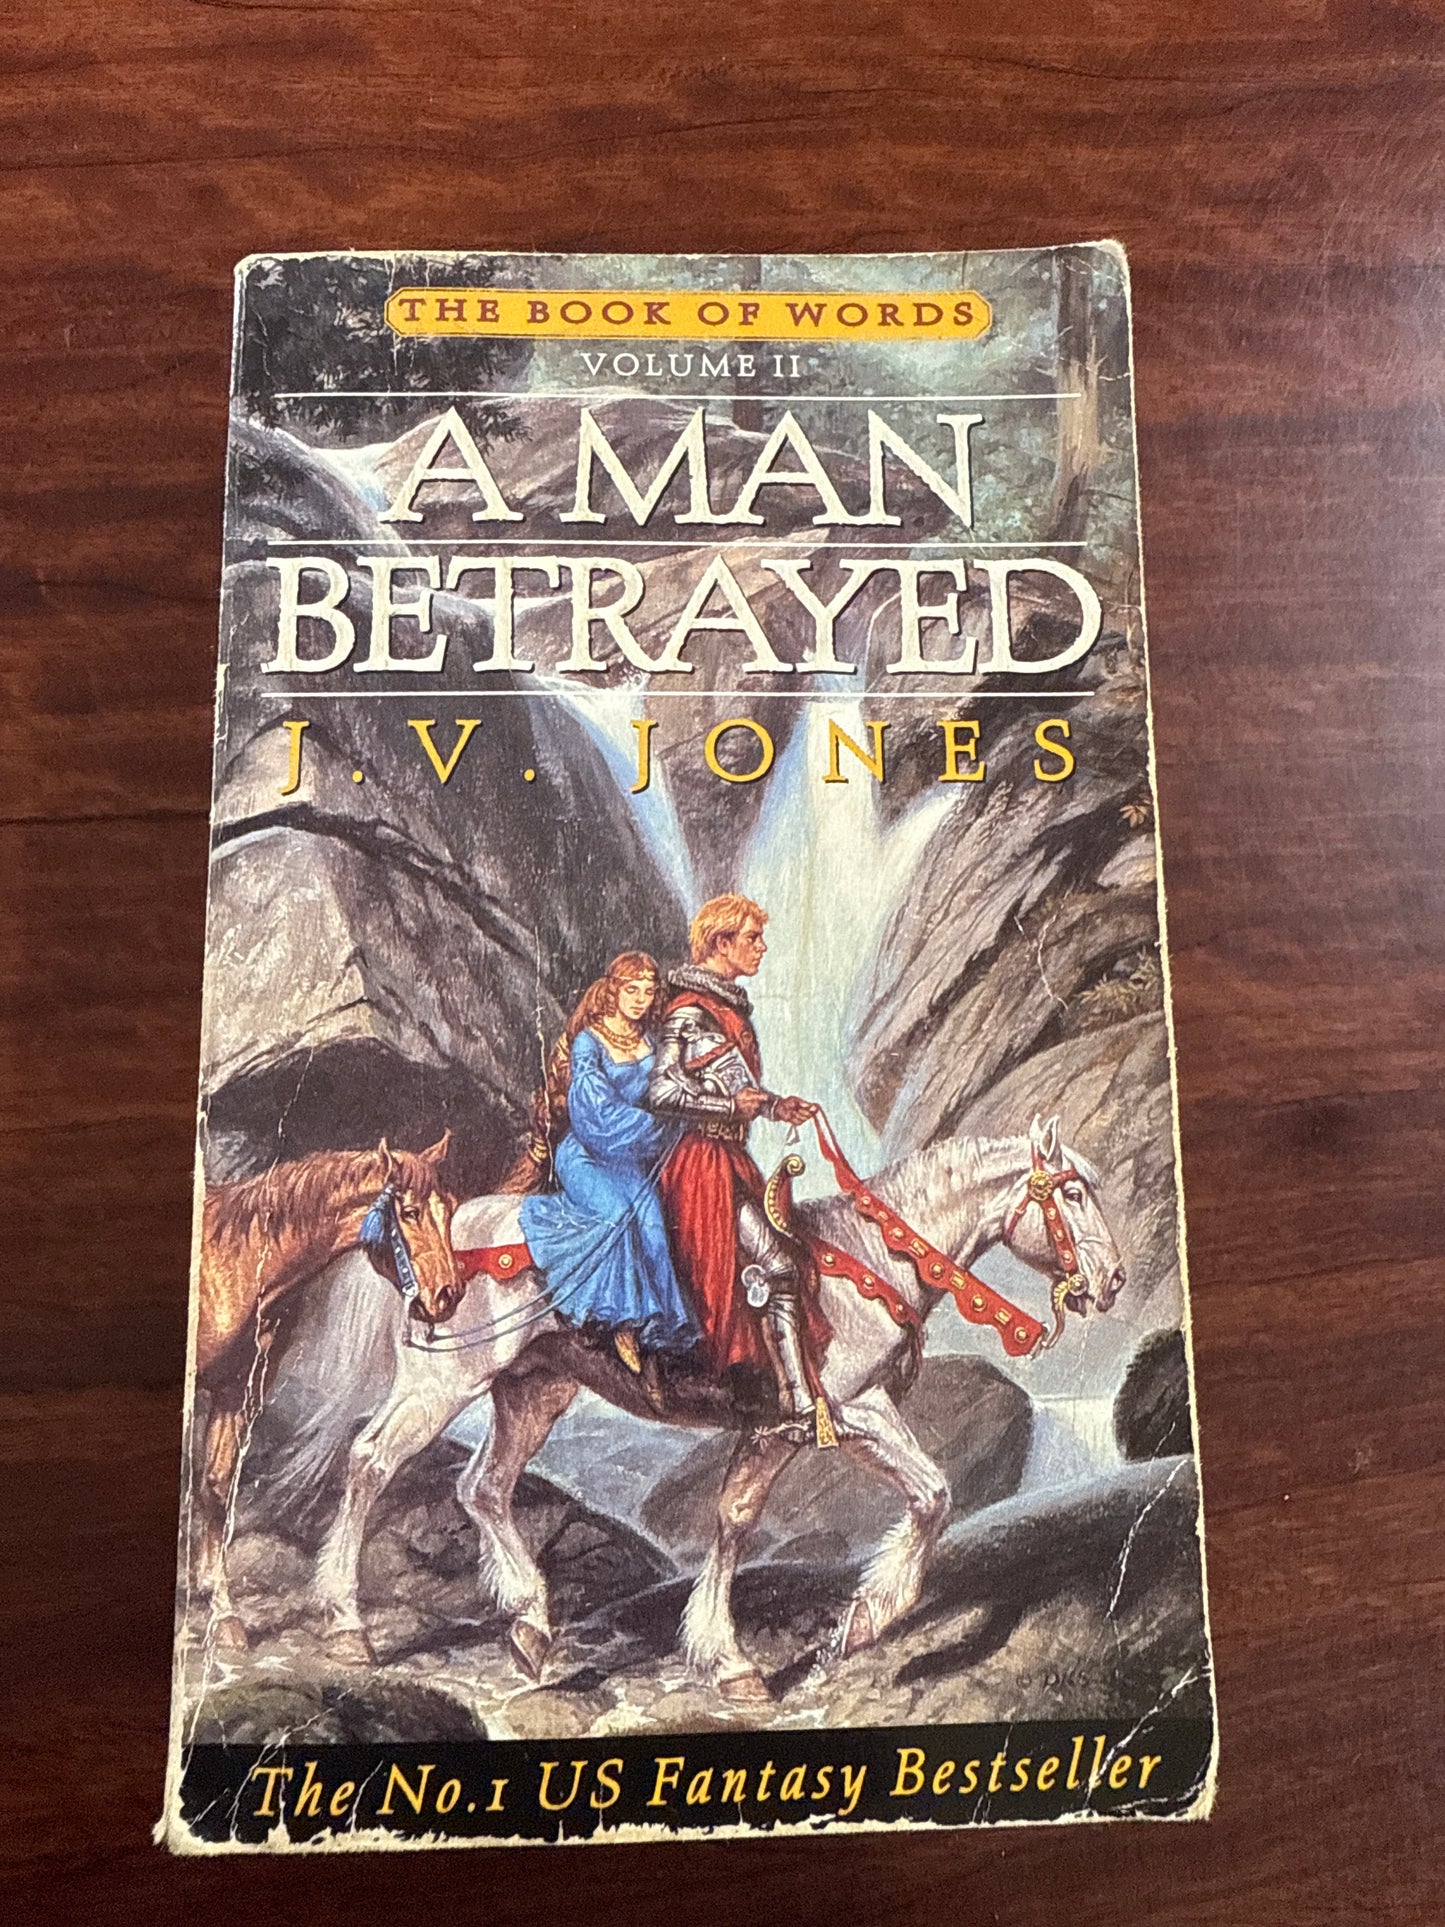 THE BOOK OF WORDS
VOLUME II
A MAN
BETRAYED
J. V. JONES
The No.1 US Fantasy Bestseller